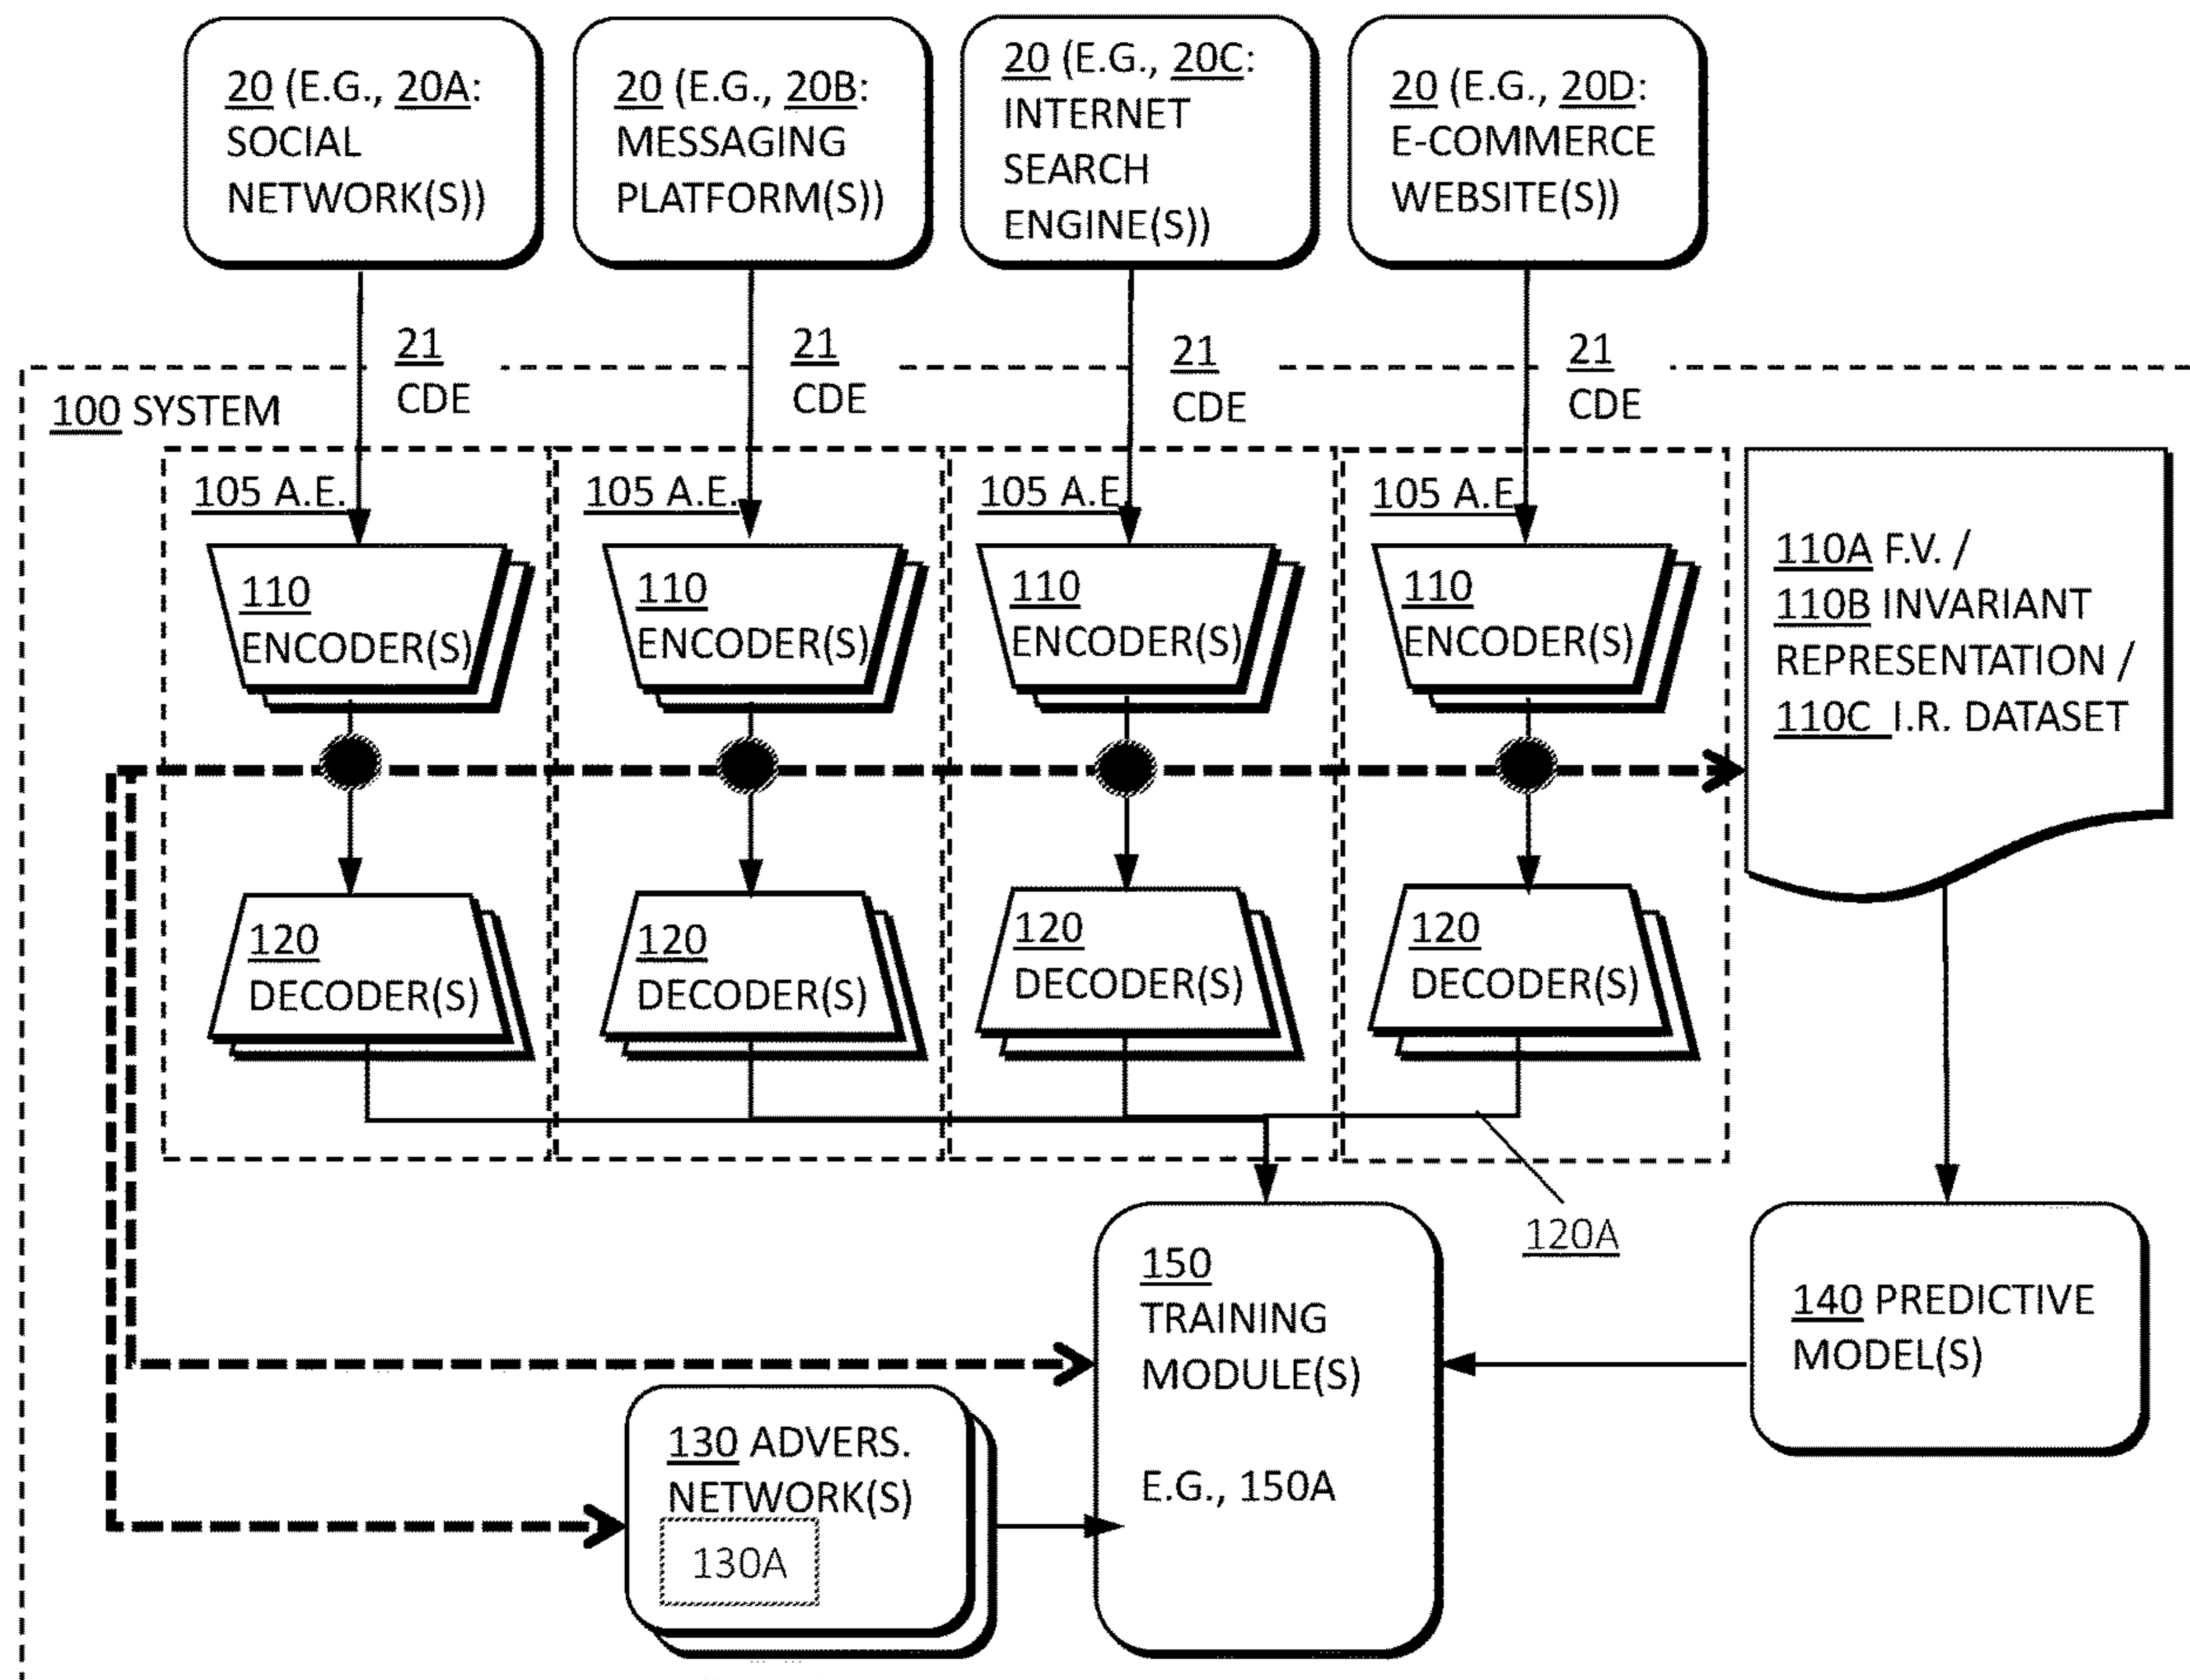 20 (E.G., 20A:
SOCIAL
NETWORK(S))
20 (E.G., 20B:
MESSAGING
PLATFORM(S))
20 (E.G., 20C:
INTERNET
SEARCH
ENGINE(S))
20 (E.G., 20D:
E-COMMERCE
WEBSITE(S))
21
CDE
21
CDE
21
CDE
21
CDE
100 SYSTEM
105 A.E.
105 A.E.
105 A.E
105 A.E
110
ENCODER(S)
110
ENCODER(S)
110
ENCODER(S)
110
ENCODER(S)
110A F.V. /
110B INVARIANT
REPRESENTATION /
110C I.R. DATASET
120
DECODER(S)
120
DECODER(S)
120
DECODER(S)
120
DECODER(S)
120A
150
TRAINING
MODULE(S)
E.G., 150A
140 PREDICTIVE
MODEL(S)
130 ADVERS.
NETWORK(S)
130A